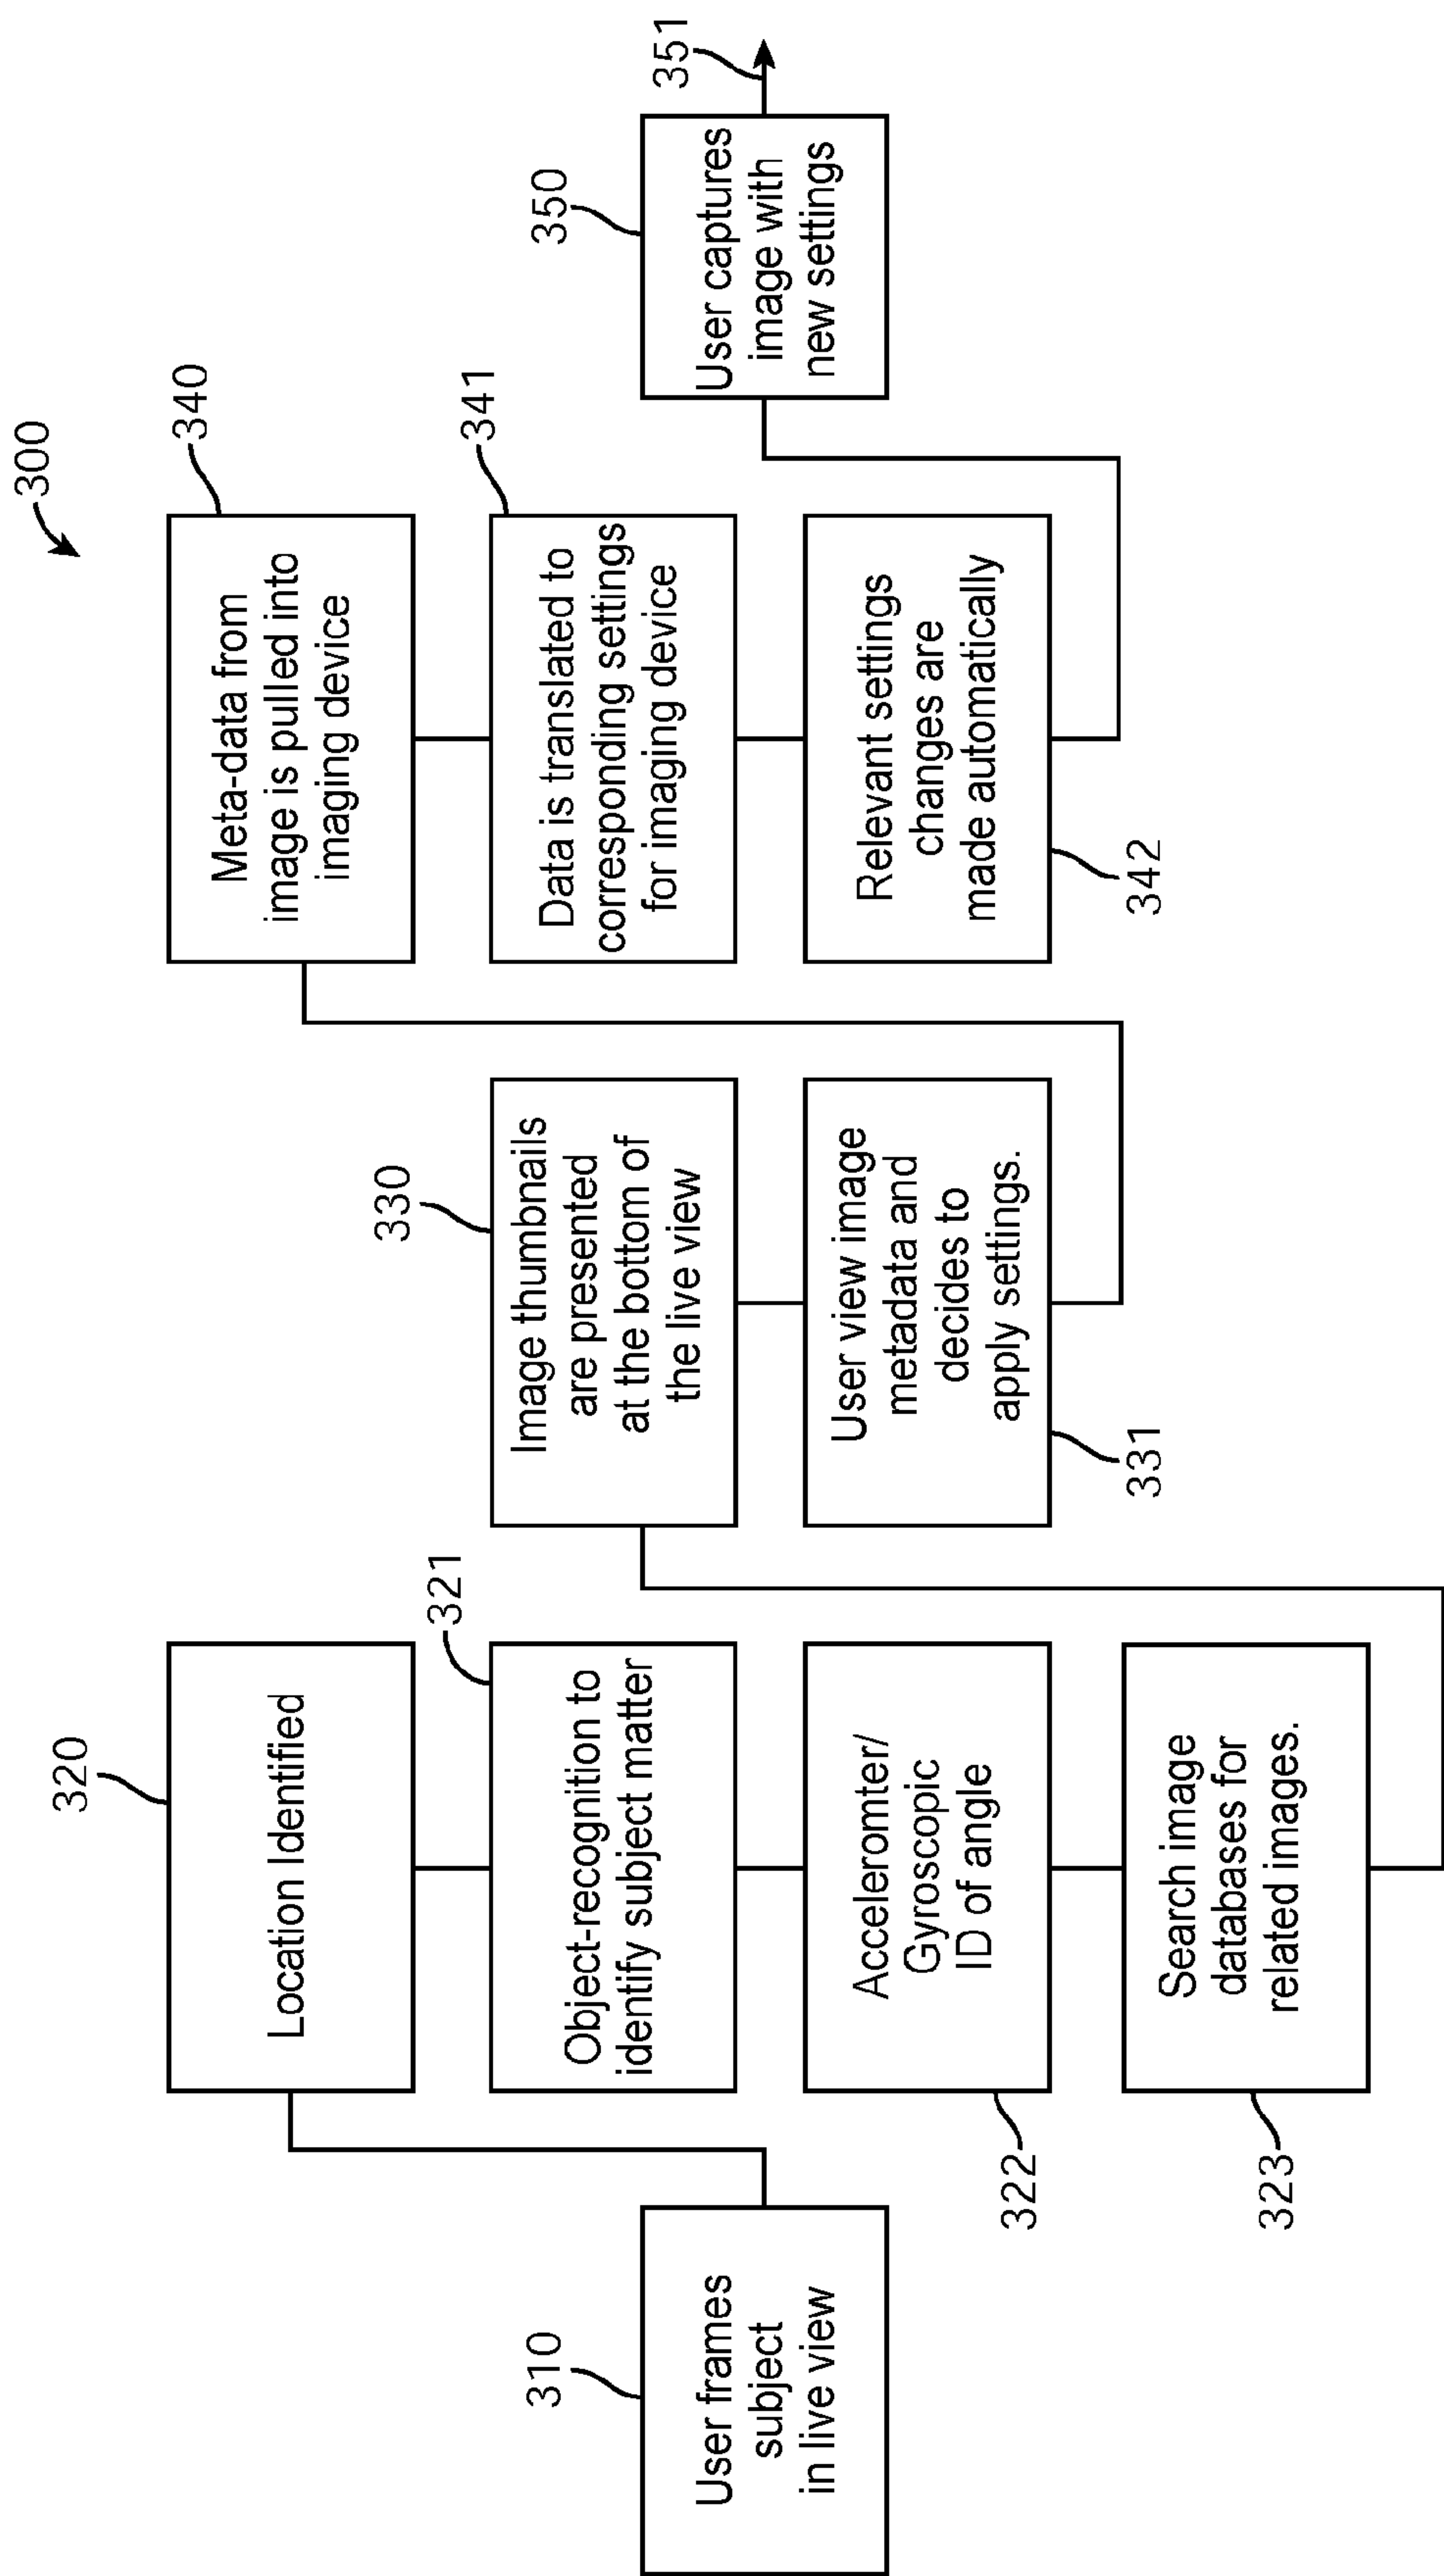 300
310
User frames
subject
in live view
320
Location Identified
321
Object-recognition to
identify subject matter
Acceleromter/
Gyroscopic
ID of angle
322
Search image
databases for
related images.
323
330
Image thumbnails
are presented
at the bottom of
the live view
User view image
metadata and
decides to
apply settings.
331
340
Meta-data from
image is pulled into
imaging device
341
Data is translated to
corresponding settings
for imaging device
Relevant settings
changes are
made automatically
342
350
User captures
image with
new settings
351